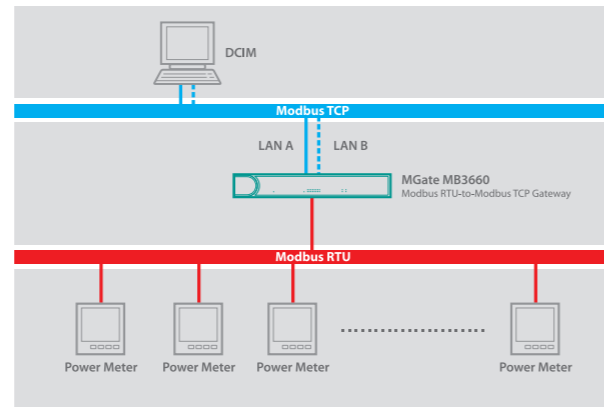 DCIM
Modbus TCP
LAN A
LAN B
MGate MB3660
Modbus RTU-to-Modbus TCP Gateway
Modbus RTU
Power Meter
Power Meter
Power Meter
Power Meter